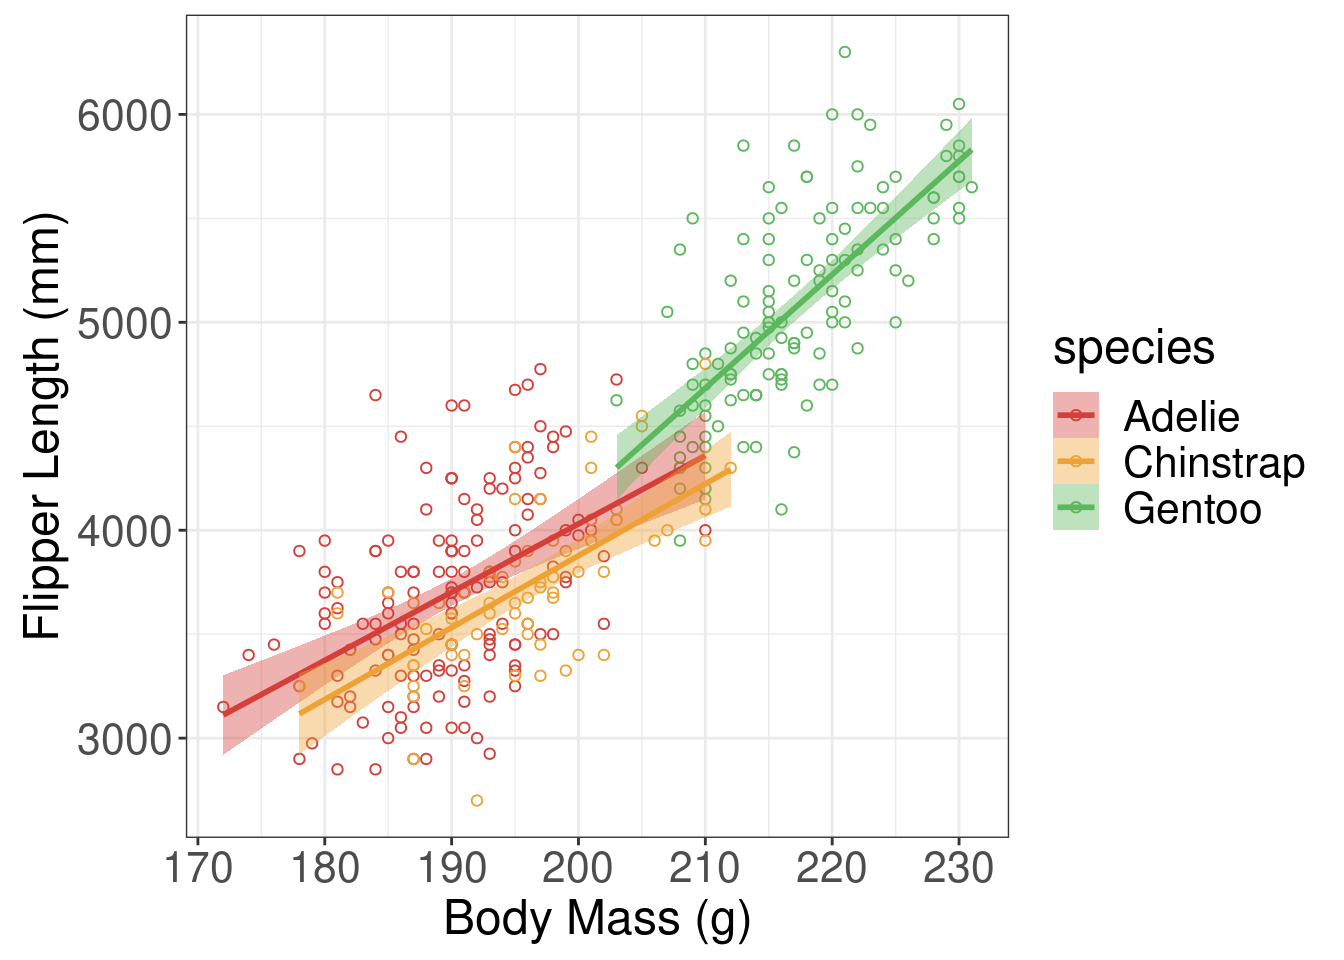 6000
5000
4000
3000
Flipper Length (mm)
170 180 190 200 210 220 230
Body Mass (g)
species
Adelie
Chinstrap
Gentoo